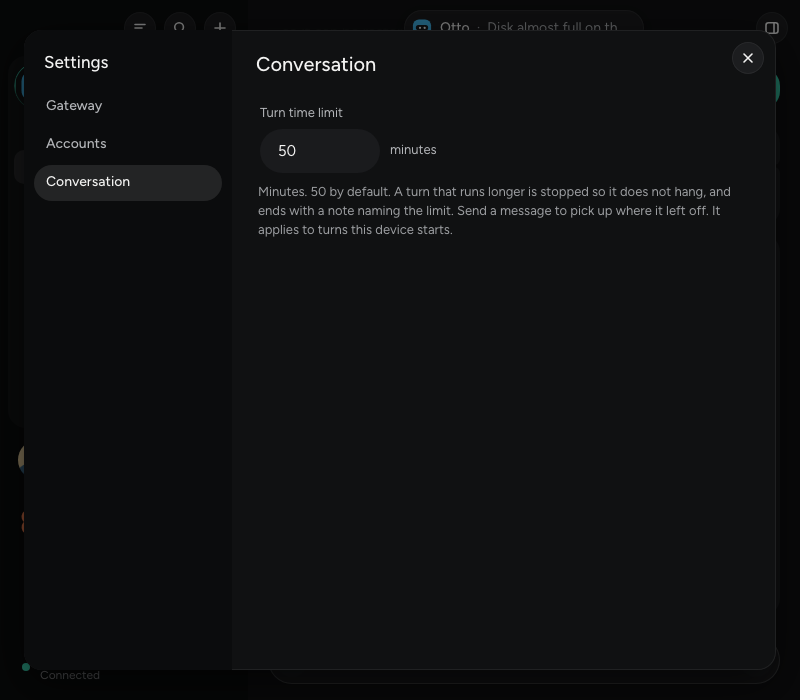 Otto · Disk almost full on th
Settings
Gateway
Accounts
Conversation
Conversation
Turn time limit
50 minutes
Minutes. 50 by default. A turn that runs longer is stopped so it does not hang, and
ends with a note naming the limit. Send a message to pick up where it left off. It
applies to turns this device starts.
Connected